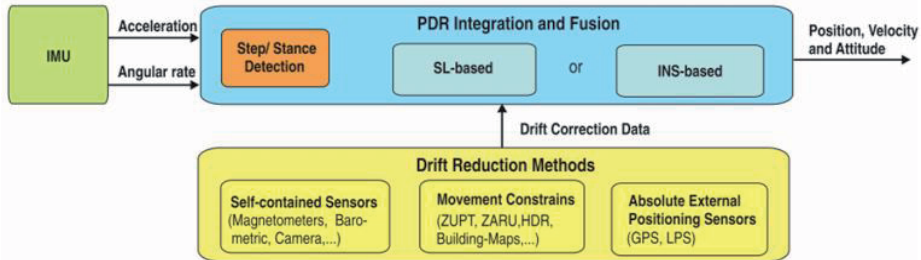 IMU
Acceleration
Angular rate
PDR Integration and Fusion
Step/ Stance
Detection
SL-based
or
INS-based
Position, Velocity
and Attitude
Drift Correction Data
Drift Reduction Methods
Self-contained Sensors
(Magnetometers, Baro-
metric, Camera,...)
Movement Constrains
(ZUPT, ZARU,HDR,
Building-Maps,...)
Absolute External
Positioning Sensors
(GPS, LPS)